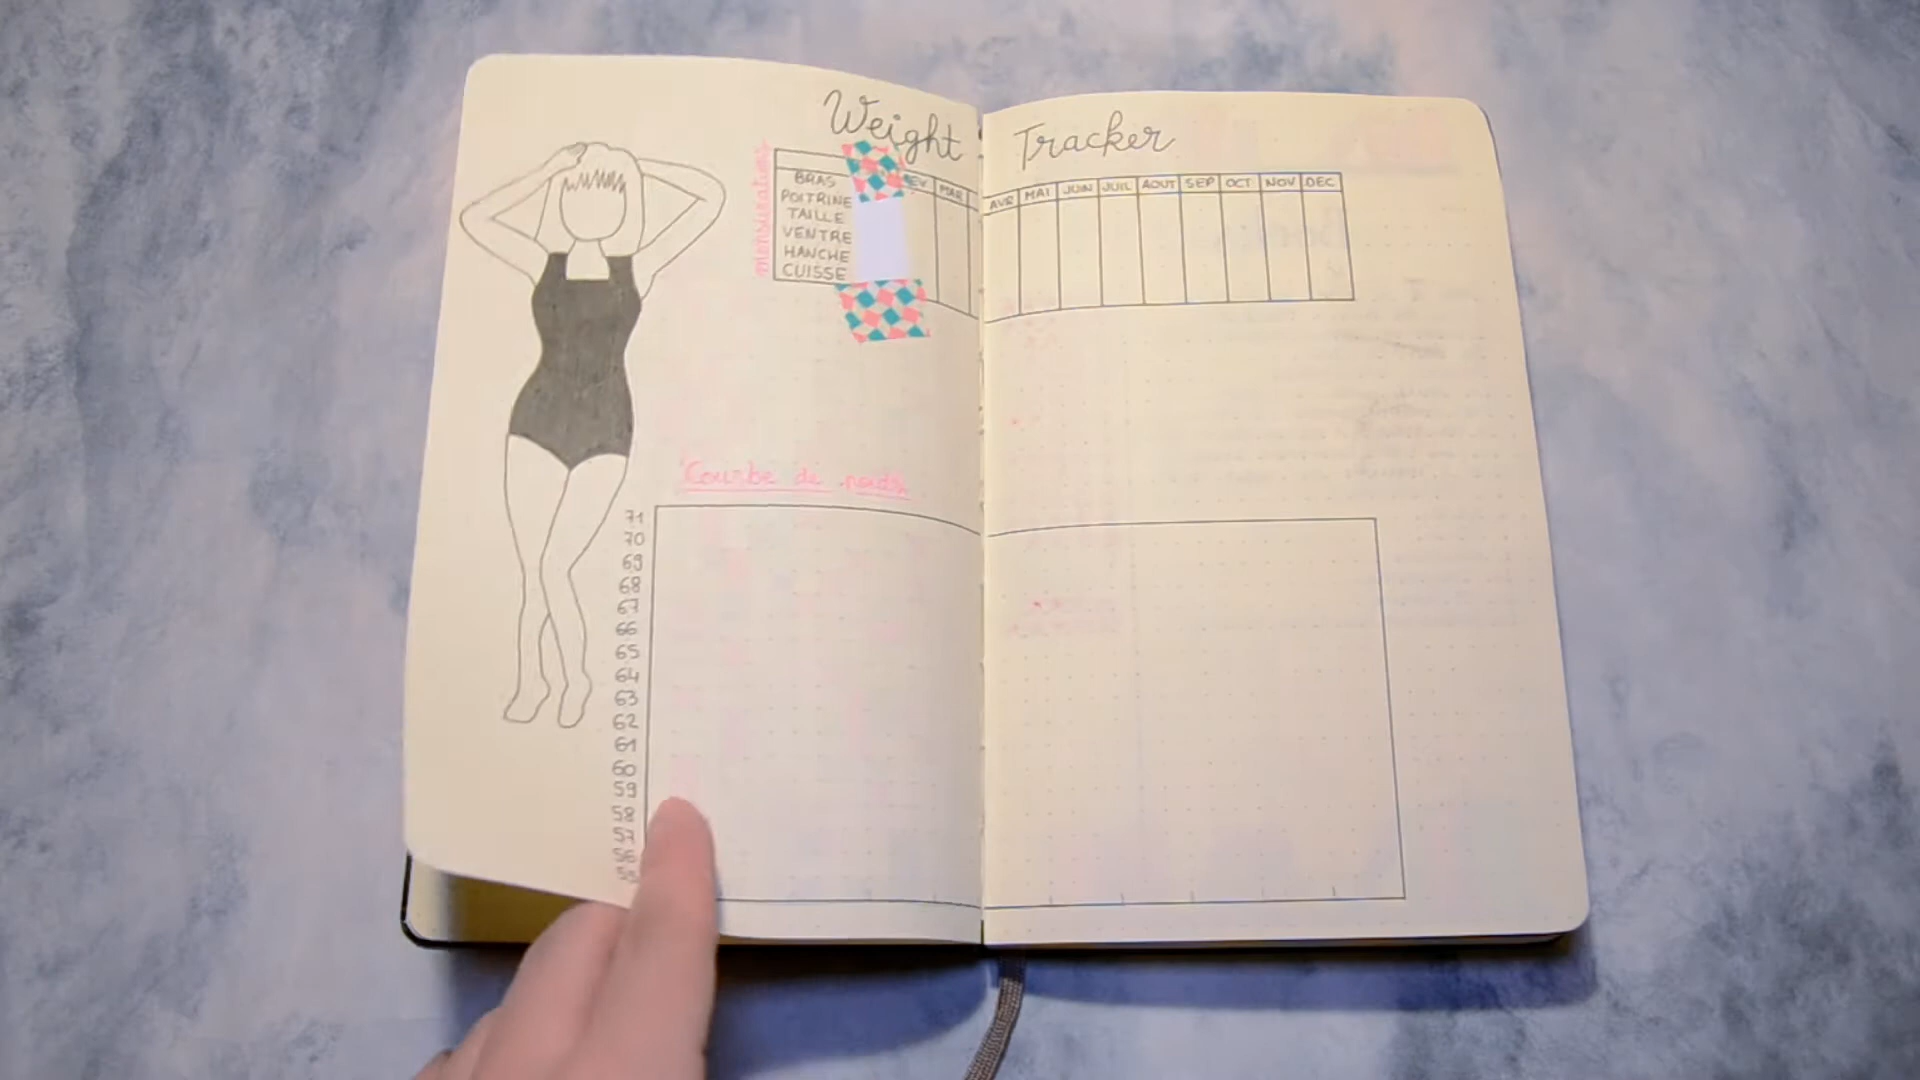 Weight Tracker
Mensurations
FEV MAR AVR MAI JUIN JUIL AOUT SEP OCT NOV DEC
BRAS
POITRINE
TAILLE
VENTRE
HANCHE
CUISSE
Courbe de poids
71
70
69
68
67
66
65
64
63
62
61
60
59
58
57
56
55